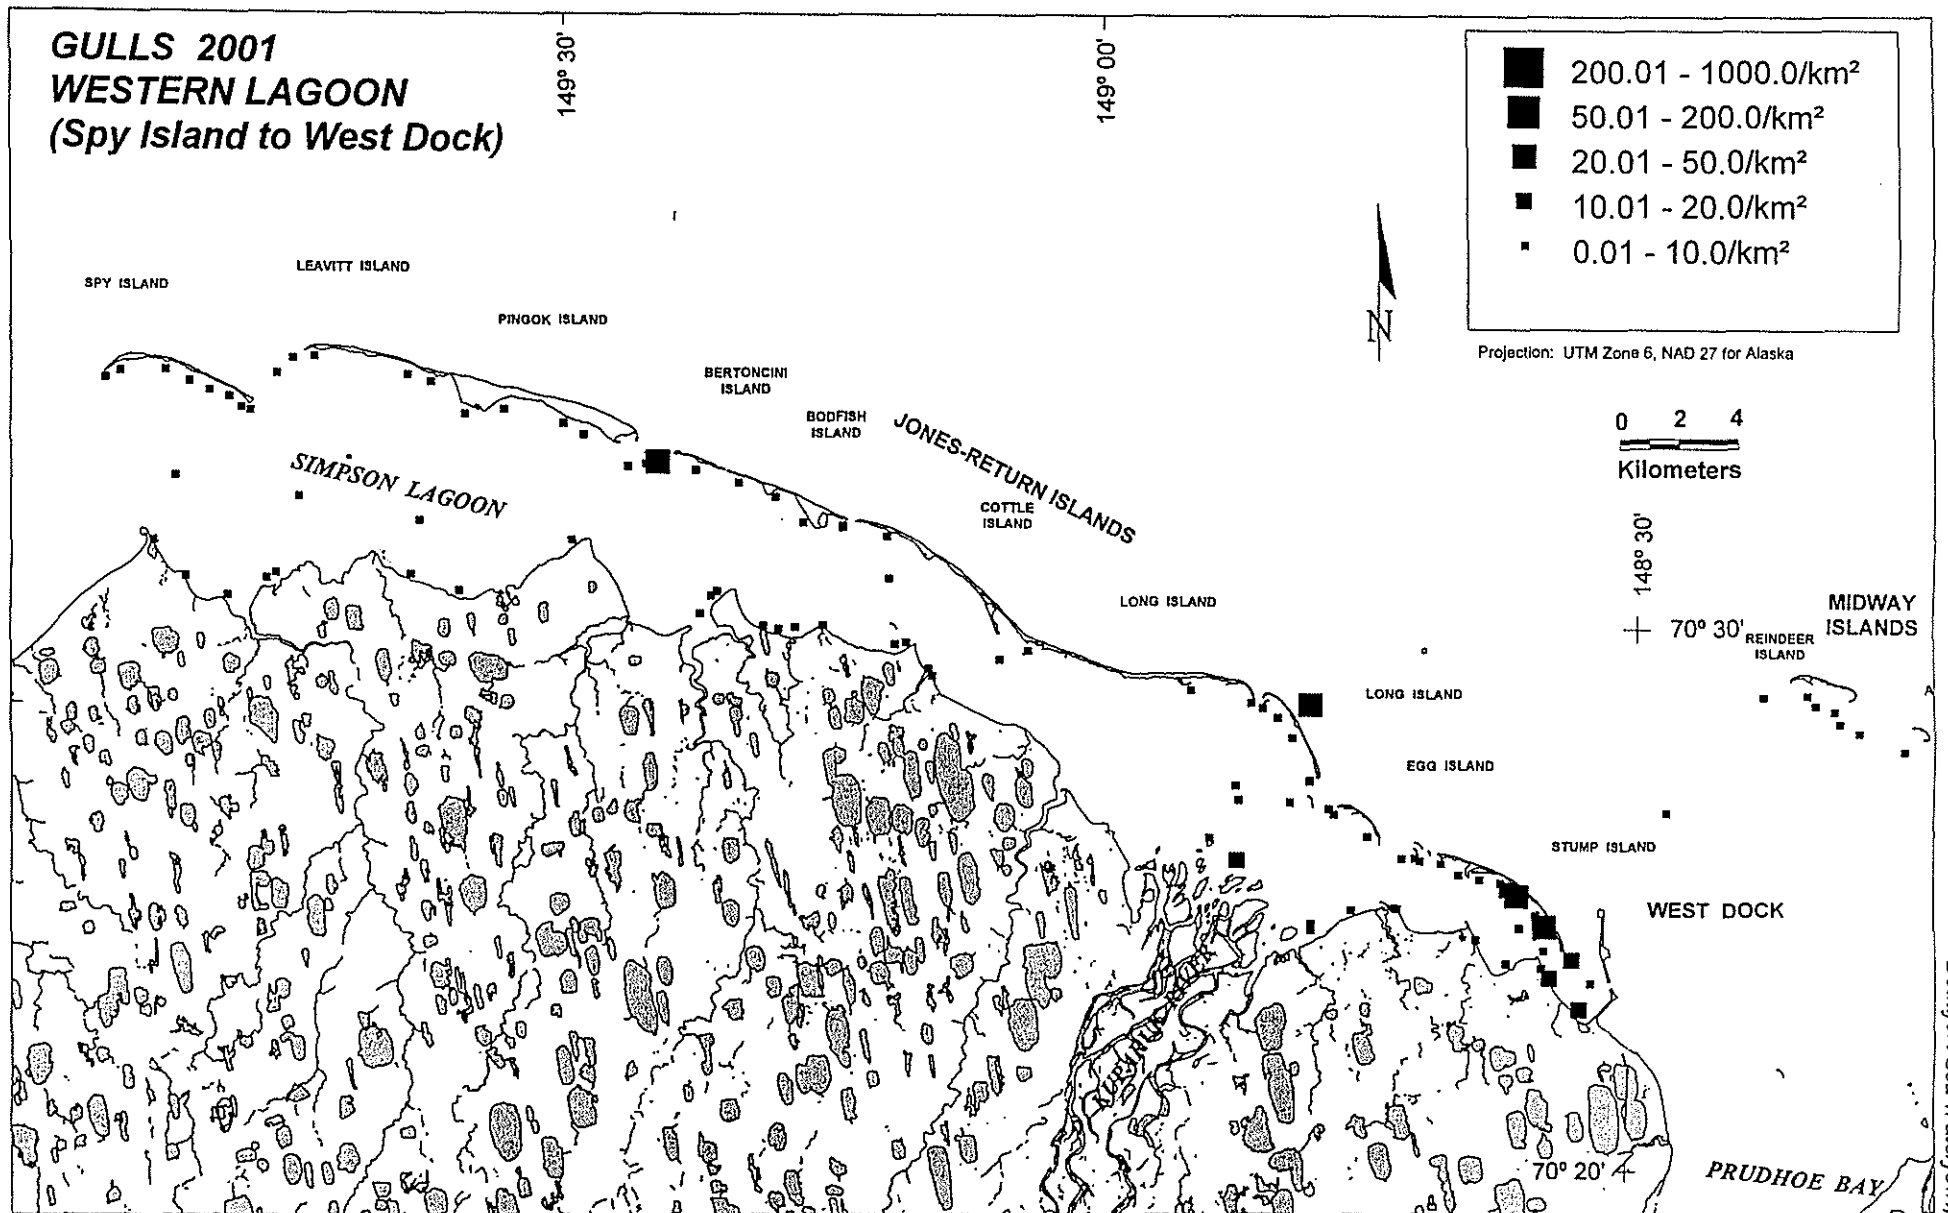 GULLS 2001
WESTERN LAGOON
(Spy Island to West Dock)
149° 30'
149° 00'
200.01 - 1000.0/km²
50.01 - 200.0/km²
20.01 - 50.0/km²
10.01 - 20.0/km²
0.01 - 10.0/km²
Projection: UTM Zone 6, NAD 27 for Alaska
N
0 2 4
Kilometers
SPY ISLAND
LEAVITT ISLAND
PINGOK ISLAND
BERTONCINI
ISLAND
BODFISH
ISLAND
JONES-RETURN ISLANDS
COTTLE
ISLAND
SIMPSON LAGOON
LONG ISLAND
148° 30'
70° 30'
MIDWAY
ISLANDS
REINDEER
ISLAND
LONG ISLAND
EGG ISLAND
STUMP ISLAND
WEST DOCK
KUPARUK RIVER
70° 20'
PRUDHOE BAY